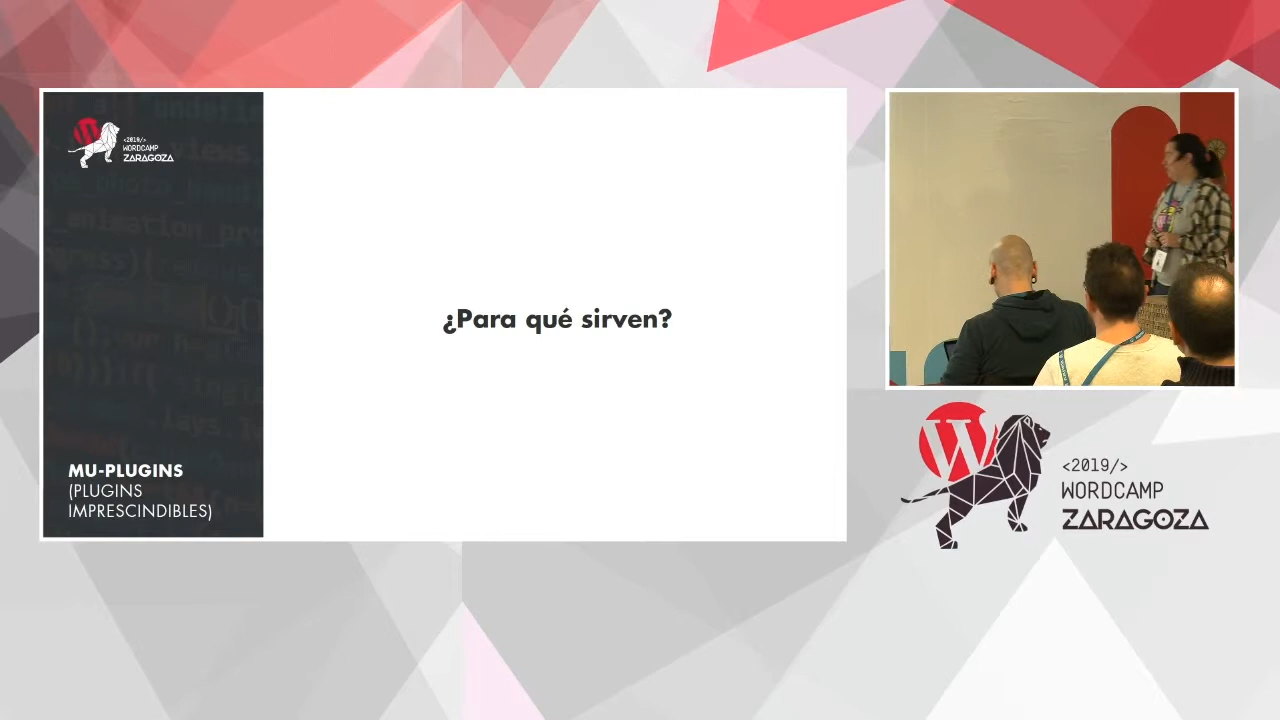 <2019/>
WORDCAMP
ZARAGOZA
¿Para qué sirven?
MU-PLUGINS
(PLUGINS
IMPRESCINDIBLES)
<2019/>
WORDCAMP
ZARAGOZA